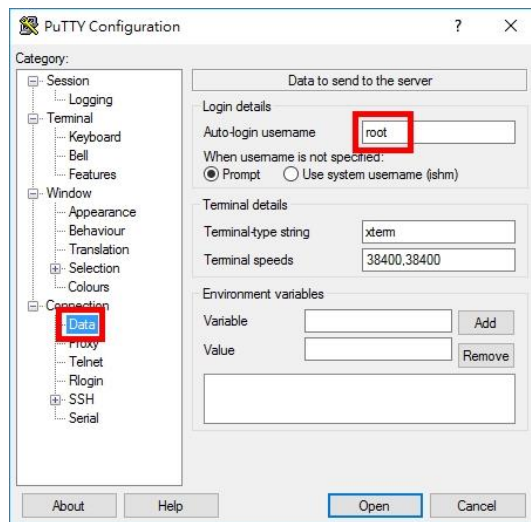 PuTTY Configuration
?
X
Category:
Session
Logging
Terminal
Keyboard
Bell
Features
Window
Appearance
Behaviour
Translation
Selection
Colours
Connection
Data
Proxy
Telnet
Rlogin
SSH
Serial
Data to send to the server
Login details
Auto-login username root
When username is not specified:
Prompt Use system username (ishm)
Terminal details
Terminal-type string xterm
Terminal speeds 38400,38400
Environment variables
Variable Add
Value Remove
About Help Open Cancel